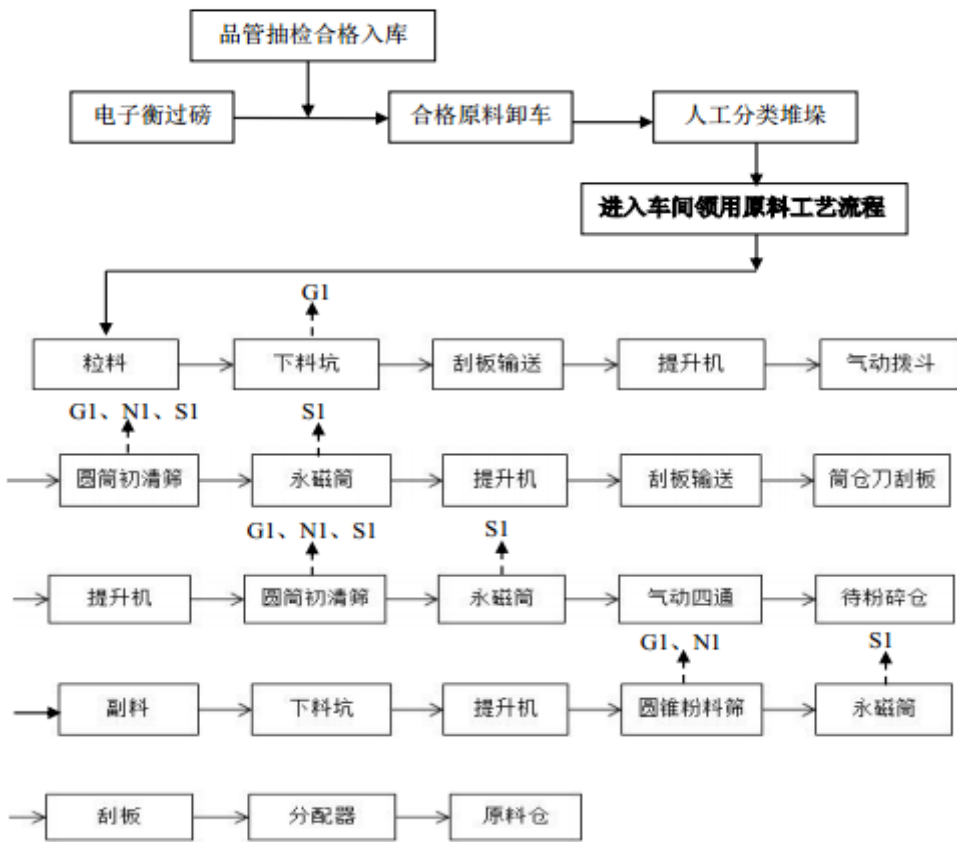 品管抽检合格入库
电子衡过磅 合格原料卸车 人工分类堆垛
进入车间领用原料工艺流程
G1
粒料 下料坑 刮板输送 提升机 气动拨斗
G1、N1、S1 S1
圆筒初清筛 永磁筒 提升机 刮板输送 筒仓刀刮板
G1、N1、S1 S1
提升机 圆筒初清筛 永磁筒 气动四通 待粉碎仓
G1、N1 S1
副料 下料坑 提升机 圆锥粉料筛 永磁筒
刮板 分配器 原料仓